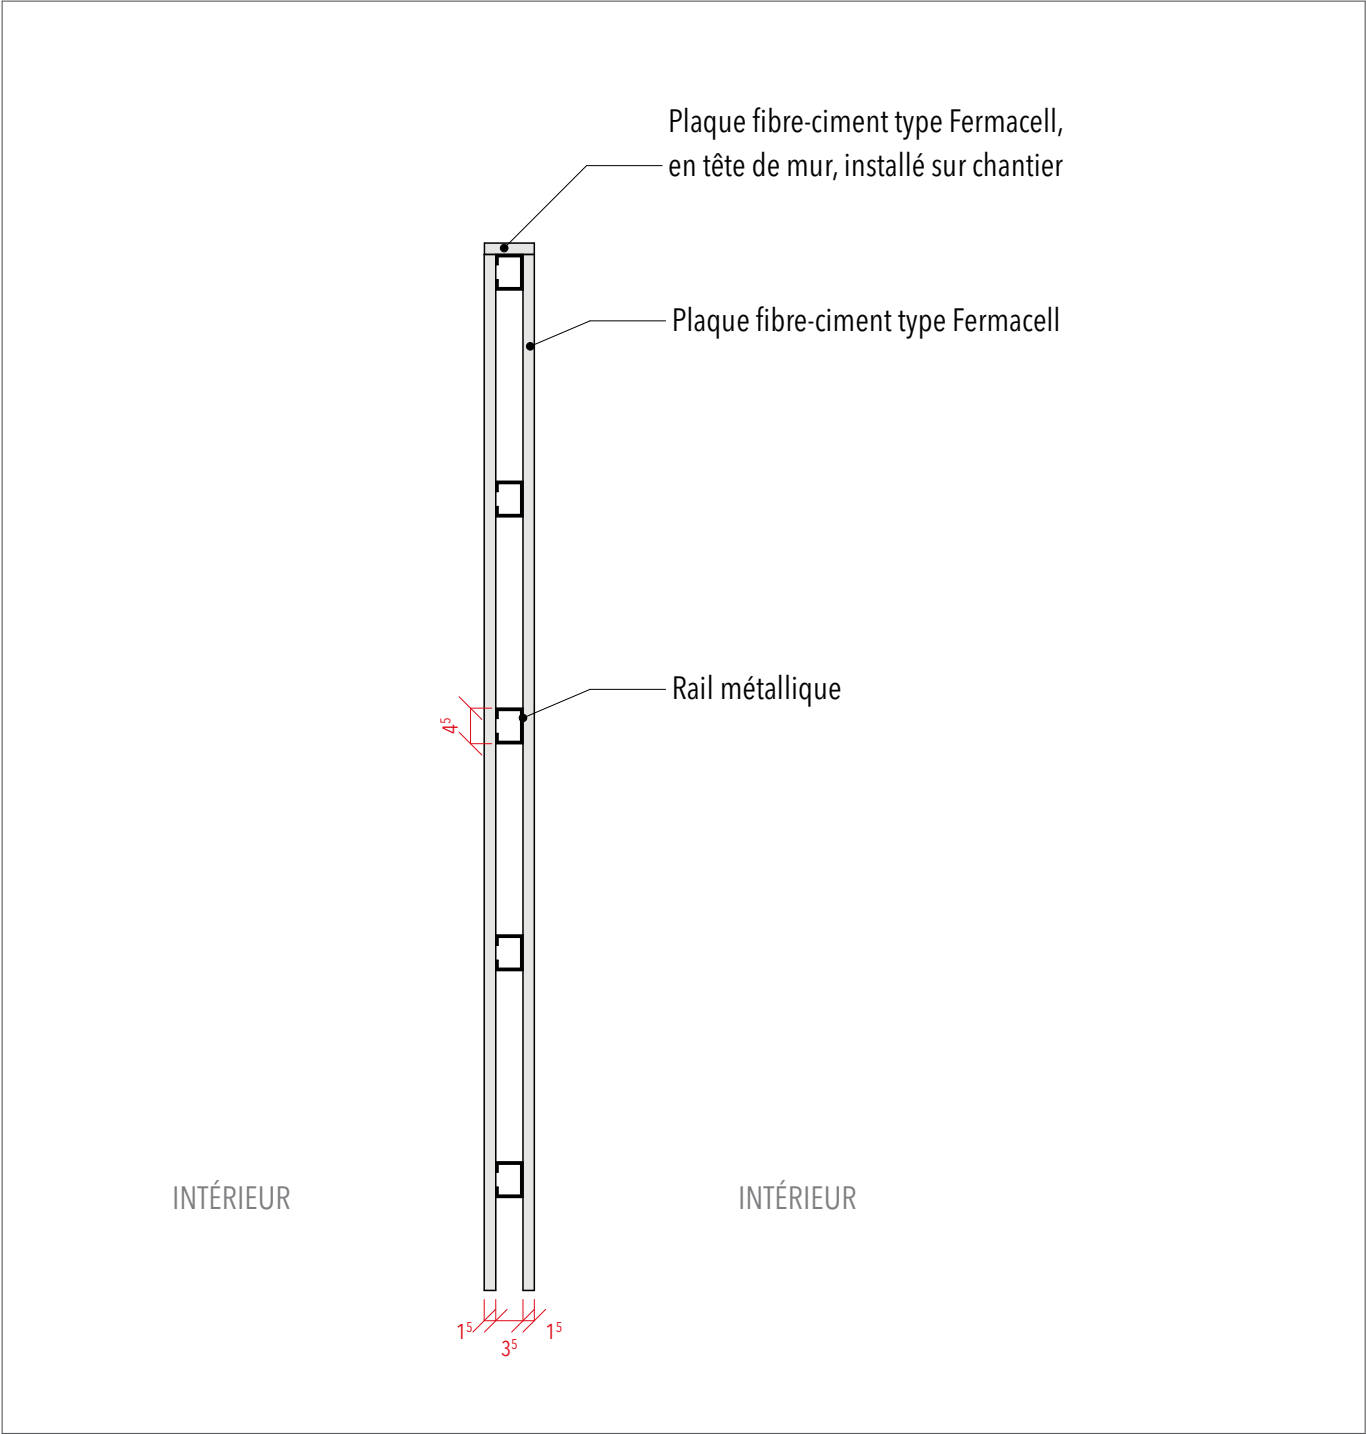 Plaque fibre-ciment type Fermacell,
en tête de mur, installé sur chantier
Plaque fibre-ciment type Fermacell
Rail métallique
4⁵
INTÉRIEUR
INTÉRIEUR
1⁵
3⁵
1⁵